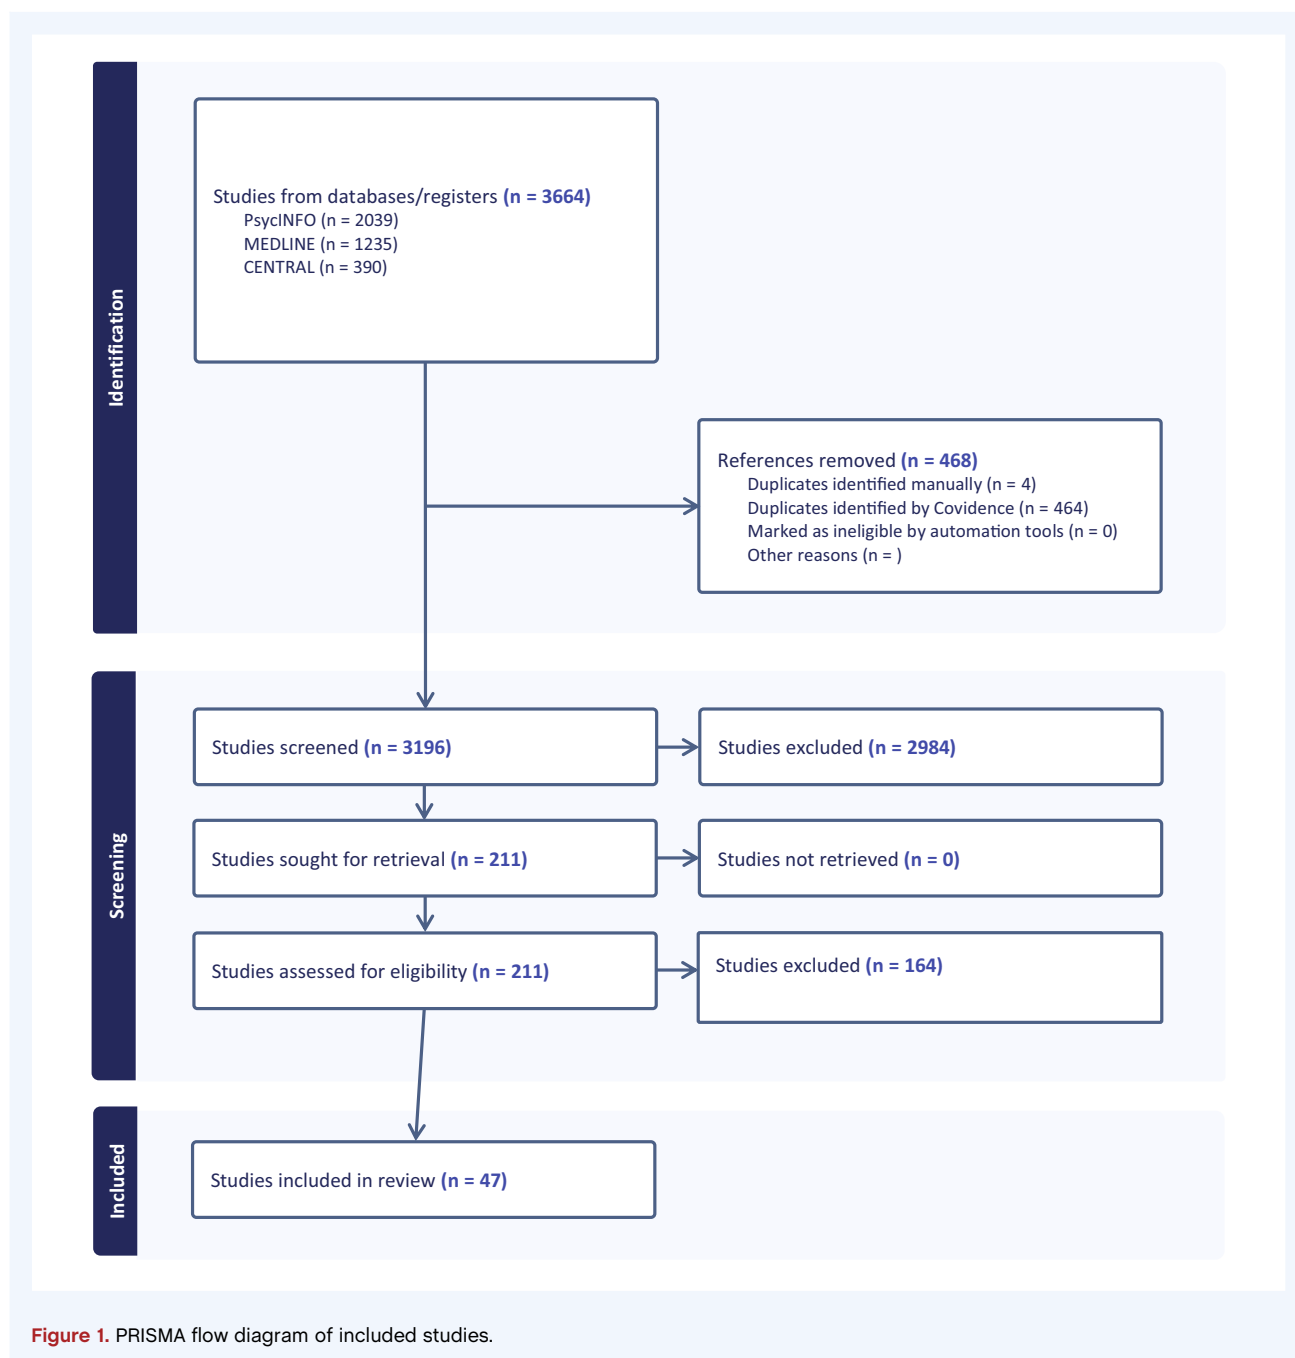 Identification
Studies from databases/registers (n = 3664)
PsycINFO (n = 2039)
MEDLINE (n = 1235)
CENTRAL (n = 390)
References removed (n = 468)
Duplicates identified manually (n = 4)
Duplicates identified by Covidence (n = 464)
Marked as ineligible by automation tools (n = 0)
Other reasons (n = )
Screening
Studies screened (n = 3196)
Studies excluded (n = 2984)
Studies sought for retrieval (n = 211)
Studies not retrieved (n = 0)
Studies assessed for eligibility (n = 211)
Studies excluded (n = 164)
Included
Studies included in review (n = 47)
Figure 1. PRISMA flow diagram of included studies.